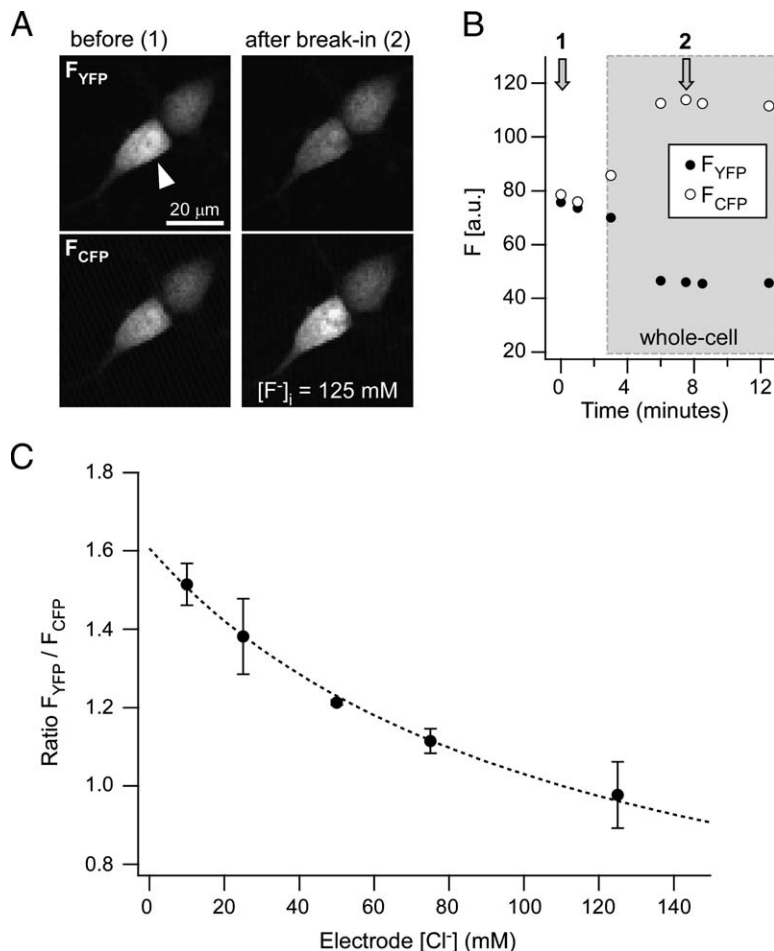 A
before (1)
after break-in (2)
F_YFP
20 µm
F_CFP
[F⁻]ᵢ = 125 mM
B
1
2
120
100
80
60
40
20
F [a.u.]
F_YFP
F_CFP
whole-cell
0
4
8
12
Time (minutes)
C
1.8
1.6
1.4
1.2
1.0
0.8
Ratio F_YFP / F_CFP
0
20
40
60
80
100
120
140
Electrode [Cl⁻] (mM)